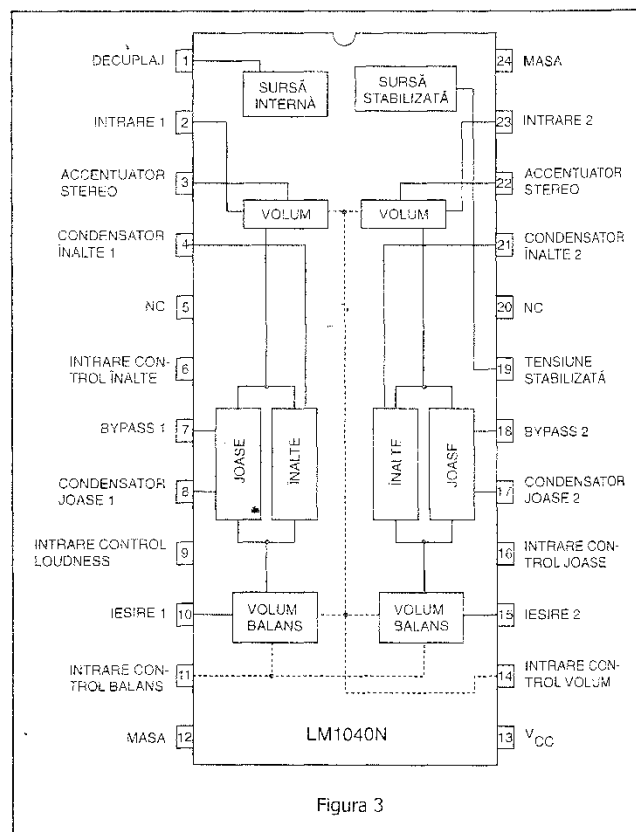 DECUPLAJ
1
SURSĂ
INTERNĂ
SURSĂ
STABILIZATĂ
24
MASA
INTRARE 1
2
23
INTRARE 2
ACCENTUATOR
STEREO
3
VOLUM
VOLUM
22
ACCENTUATOR
STEREO
CONDENSATOR
ÎNALTE 1
4
21
CONDENSATOR
ÎNALTE 2
NC
5
20
NC
INTRARE CON-
TROL ÎNALTE
6
19
TENSIUNE
STABILIZATĂ
BYPASS 1
7
JOASE
ÎNALTE
ÎNALTE
JOASE
18
BYPASS 2
CONDENSATOR
JOASE 1
8
17
CONDENSATOR
JOASE 2
INTRARE CONTROL
LOUDNESS
9
16
INTRARE CON-
TROL JOASE
IESIRE 1
10
VOLUM
BALANS
VOLUM
BALANS
15
IESIRE 2
INTRARE CON-
TROL BALANS
11
14
INTRARE CON-
TROL VOLUM
MASA
12
LM1040N
13
VCC
Figura 3